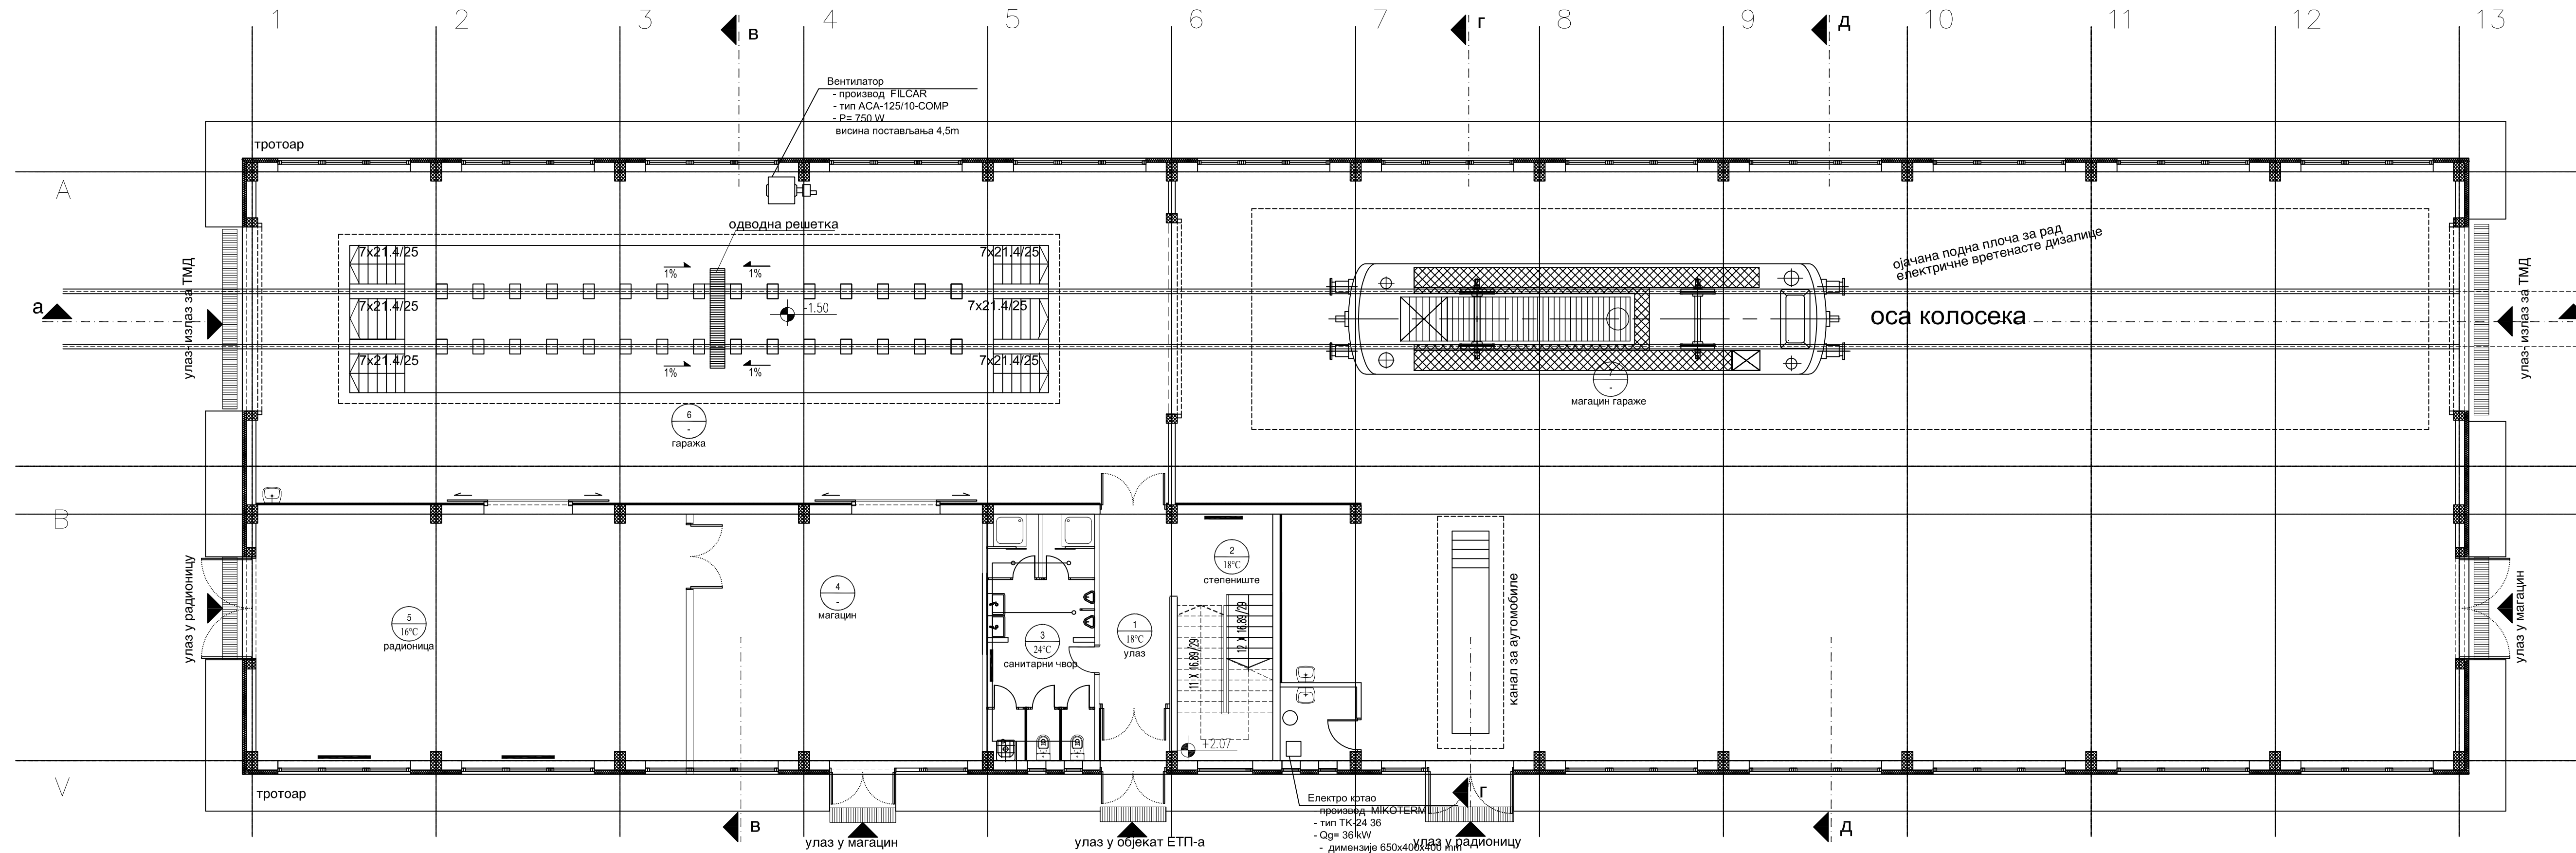 1 2 3 4 5 6 7 8 9 10 11 12 13
в
г
д
Вентилатор
- производ FILCAR
- тип ACA-125/10-COMP
- P= 750 W
висина постављања 4,5m
тротоар
A
одводна решетка
7x21.4/25
7x21.4/25
1%
1%
ојачана подна плоча за рад
електричне вретенасте дизалице
улаз- излаз за ТМД
улаз- излаз за ТМД
а
7x21.4/25
7x21.4/25
-1.50
оса колосека
7x21.4/25
7x21.4/25
1%
1%
7
-
магацин гараже
6
-
гаража
B
улаз у радионицу
5
16°C
радионица
4
-
магацин
3
24°C
санитарни чвор
1
18°C
улаз
2
18°C
степениште
11 X 16.89/29
12 X 16.89/29
канал за аутомобиле
улаз у магацин
+2.07
V
тротоар
в
г
д
Електро котао
- производ MIKOTERM
- тип TK-24 36
- Qg= 36 kW
- димензије 650x400x400 mm
улаз у магацин
улаз у објекат ЕТП-а
улаз у радионицу